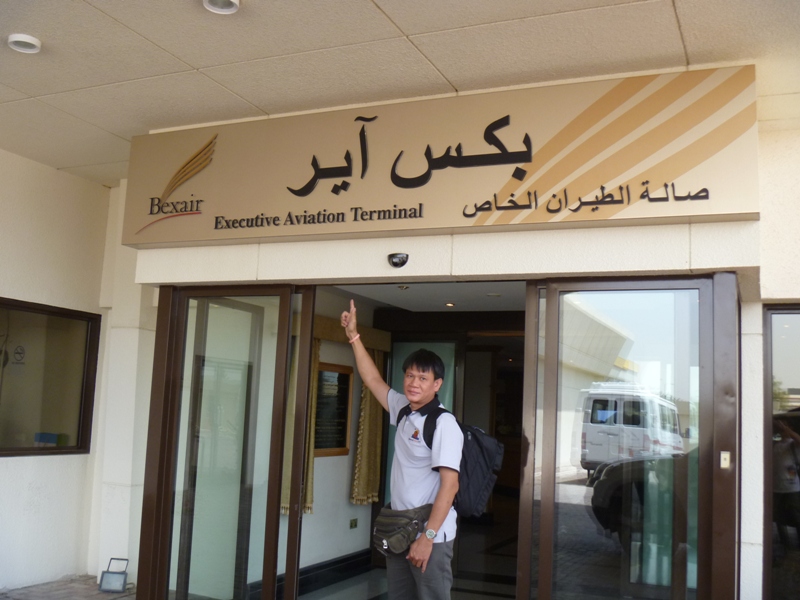 بكس آير
Bexair
Executive Aviation Terminal
صالة الطيران الخاص